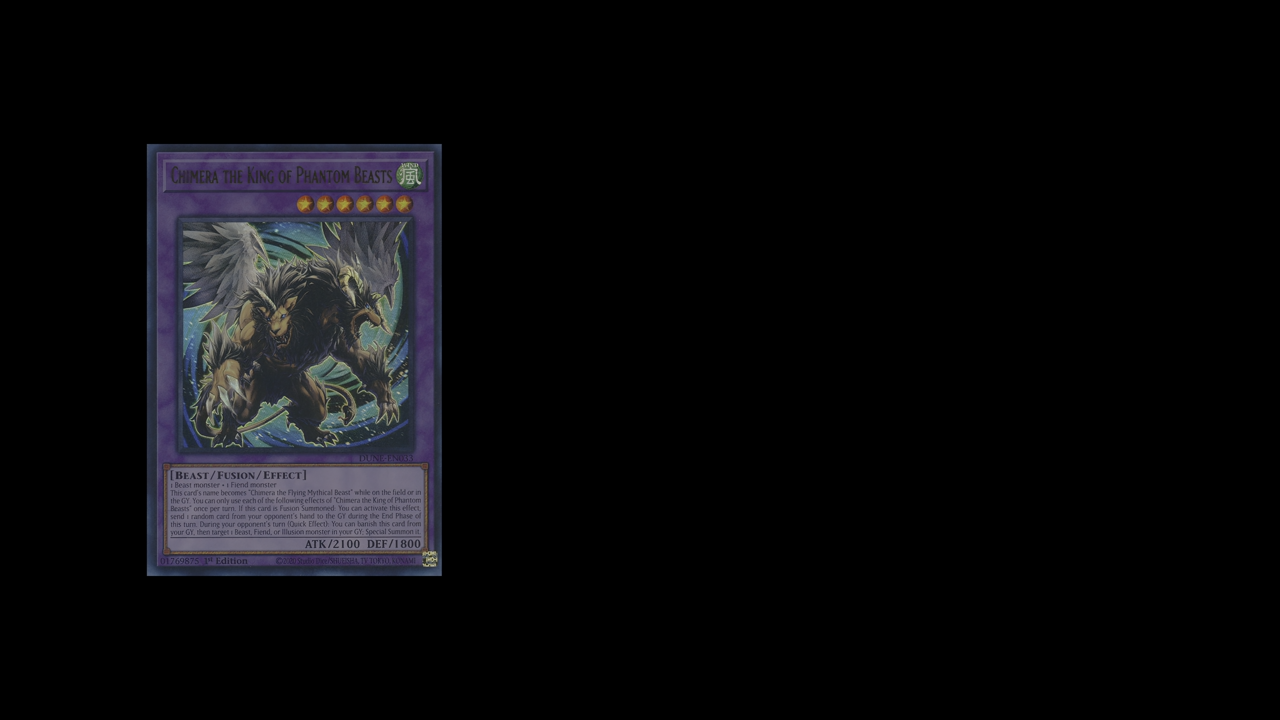 Chimera the King of Phantom Beasts
WIND
風
DUNE-EN033
[Beast/Fusion/Effect]
1 Beast monster + 1 Fiend monster
This card's name becomes "Chimera the Flying Mythical Beast" while on the field or in
the GY. You can only use each of the following effects of "Chimera the King of Phantom
Beasts" once per turn. If this card is Fusion Summoned: You can activate this effect;
send 1 random card from your opponent's hand to the GY during the End Phase of
this turn. During your opponent's turn (Quick Effect): You can banish this card from
your GY, then target 1 Beast, Fiend, or Illusion monster in your GY; Special Summon it.
ATK/2100 DEF/1800
01769875 1st Edition